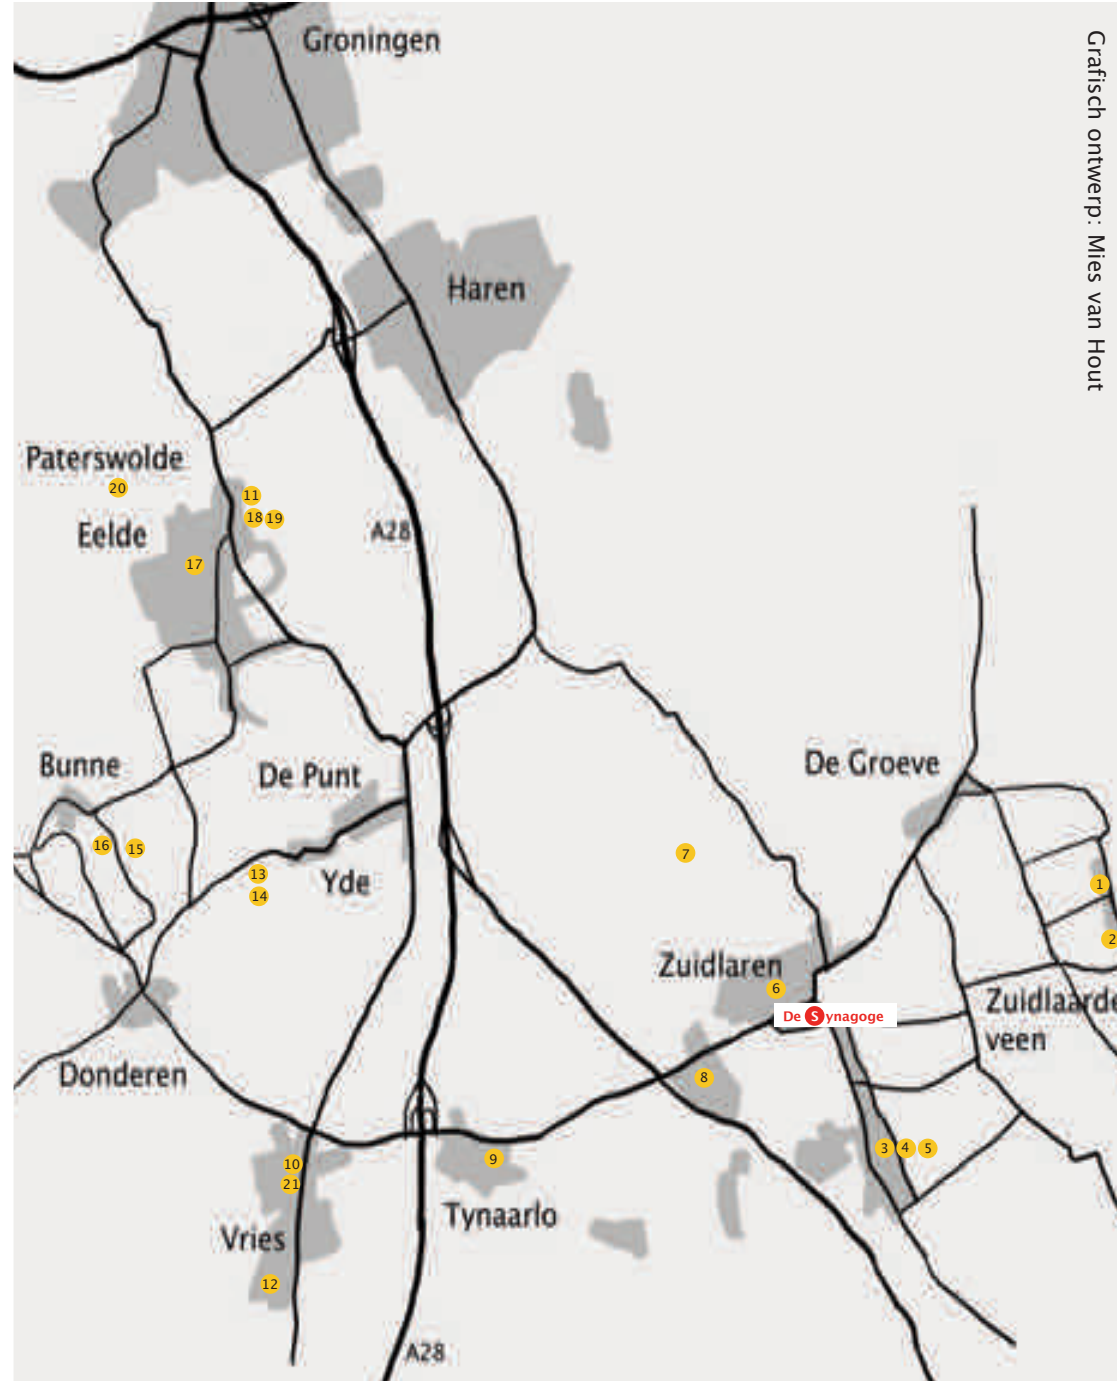 Groningen
Grafisch ontwerp: Mies van Hout
Haren
Paterswolde
20
11
18
19
Eelde
A28
17
Bunne
De Punt
De Groeve
16
15
7
13
14
Yde
1
2
Zuidlaren
6
De Synagoge
Zuidlaarde
veen
Donderen
8
3
4
5
10
9
21
Tynaarlo
Vries
12
A28